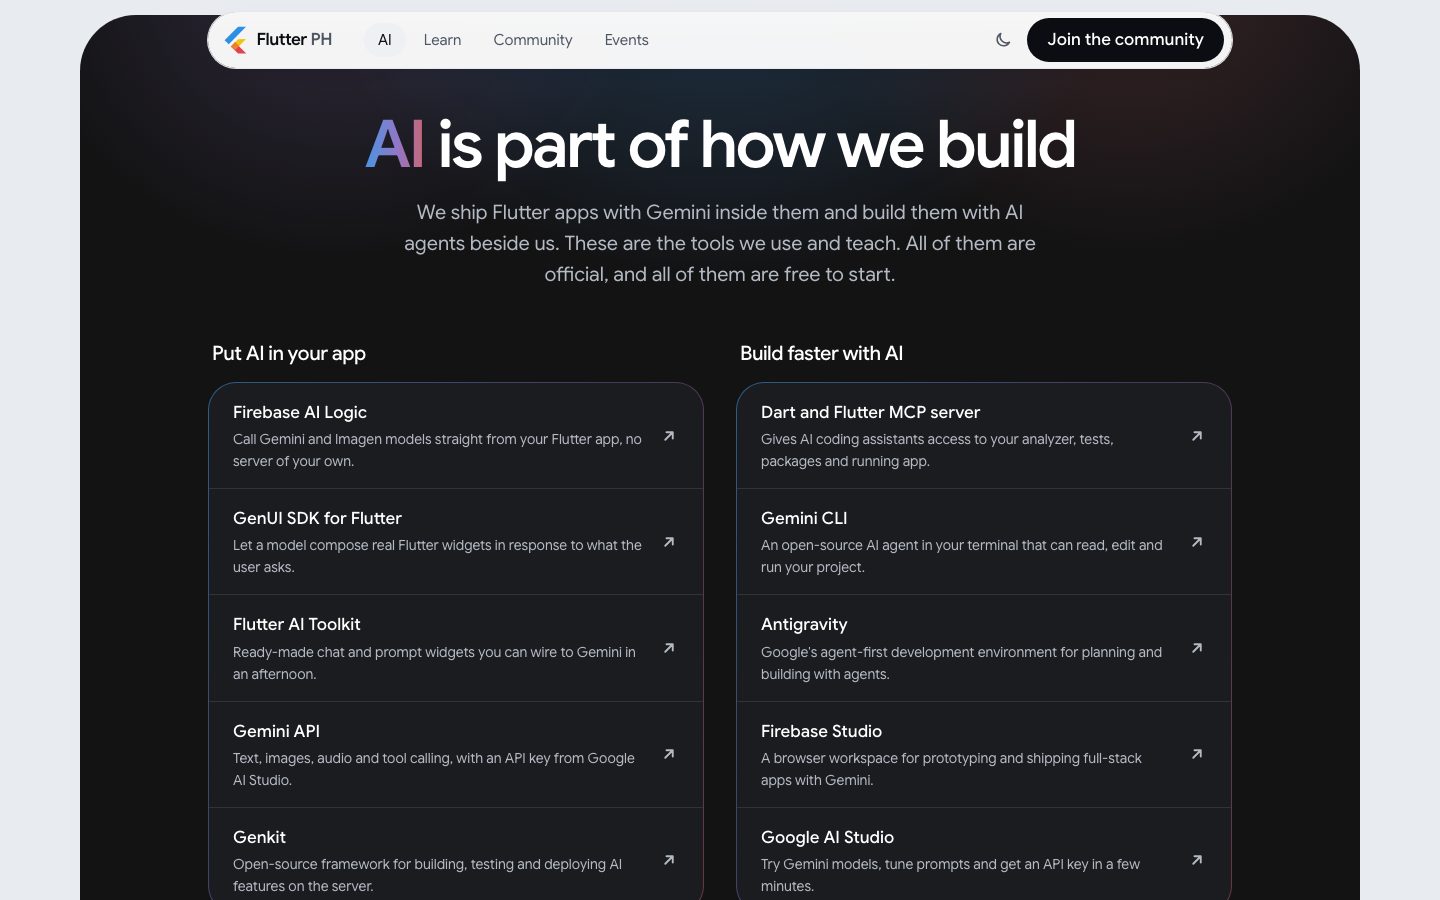 Flutter PH
AI
Learn
Community
Events
Join the community
AI is part of how we build
We ship Flutter apps with Gemini inside them and build them with AI
agents beside us. These are the tools we use and teach. All of them are
official, and all of them are free to start.
Put AI in your app
Firebase AI Logic
Call Gemini and Imagen models straight from your Flutter app, no
server of your own.
GenUI SDK for Flutter
Let a model compose real Flutter widgets in response to what the
user asks.
Flutter AI Toolkit
Ready-made chat and prompt widgets you can wire to Gemini in
an afternoon.
Gemini API
Text, images, audio and tool calling, with an API key from Google
AI Studio.
Genkit
Open-source framework for building, testing and deploying AI
features on the server.
Build faster with AI
Dart and Flutter MCP server
Gives AI coding assistants access to your analyzer, tests,
packages and running app.
Gemini CLI
An open-source AI agent in your terminal that can read, edit and
run your project.
Antigravity
Google's agent-first development environment for planning and
building with agents.
Firebase Studio
A browser workspace for prototyping and shipping full-stack
apps with Gemini.
Google AI Studio
Try Gemini models, tune prompts and get an API key in a few
minutes.